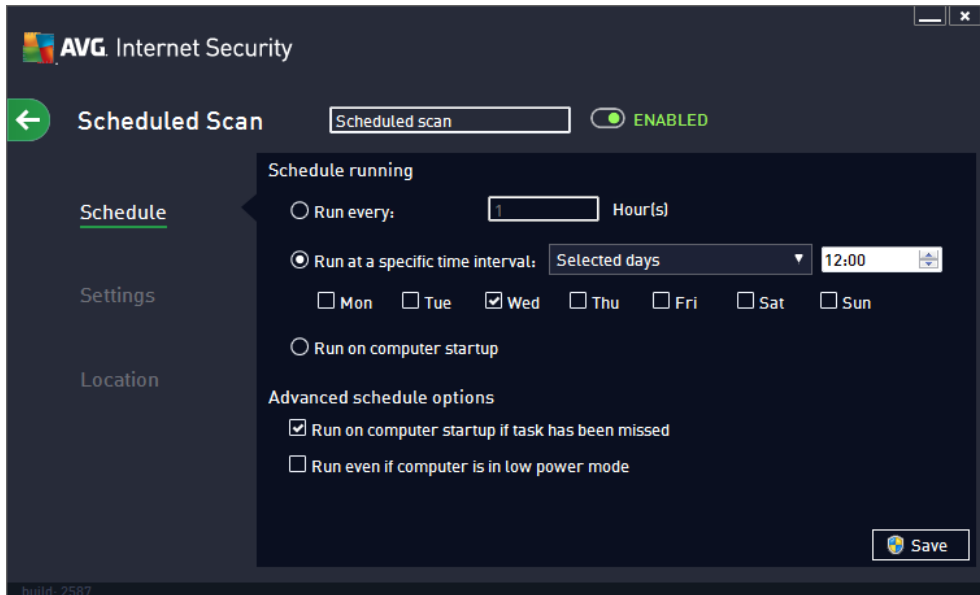 AVG. Internet Security
Scheduled Scan
Scheduled scan
ENABLED
Schedule
Settings
Location
Schedule running
Run every:
1
Hour(s)
Run at a specific time interval:
Selected days
12:00
Mon
Tue
Wed
Thu
Fri
Sat
Sun
Run on computer startup
Advanced schedule options
Run on computer startup if task has been missed
Run even if computer is in low power mode
Save
build: 2587